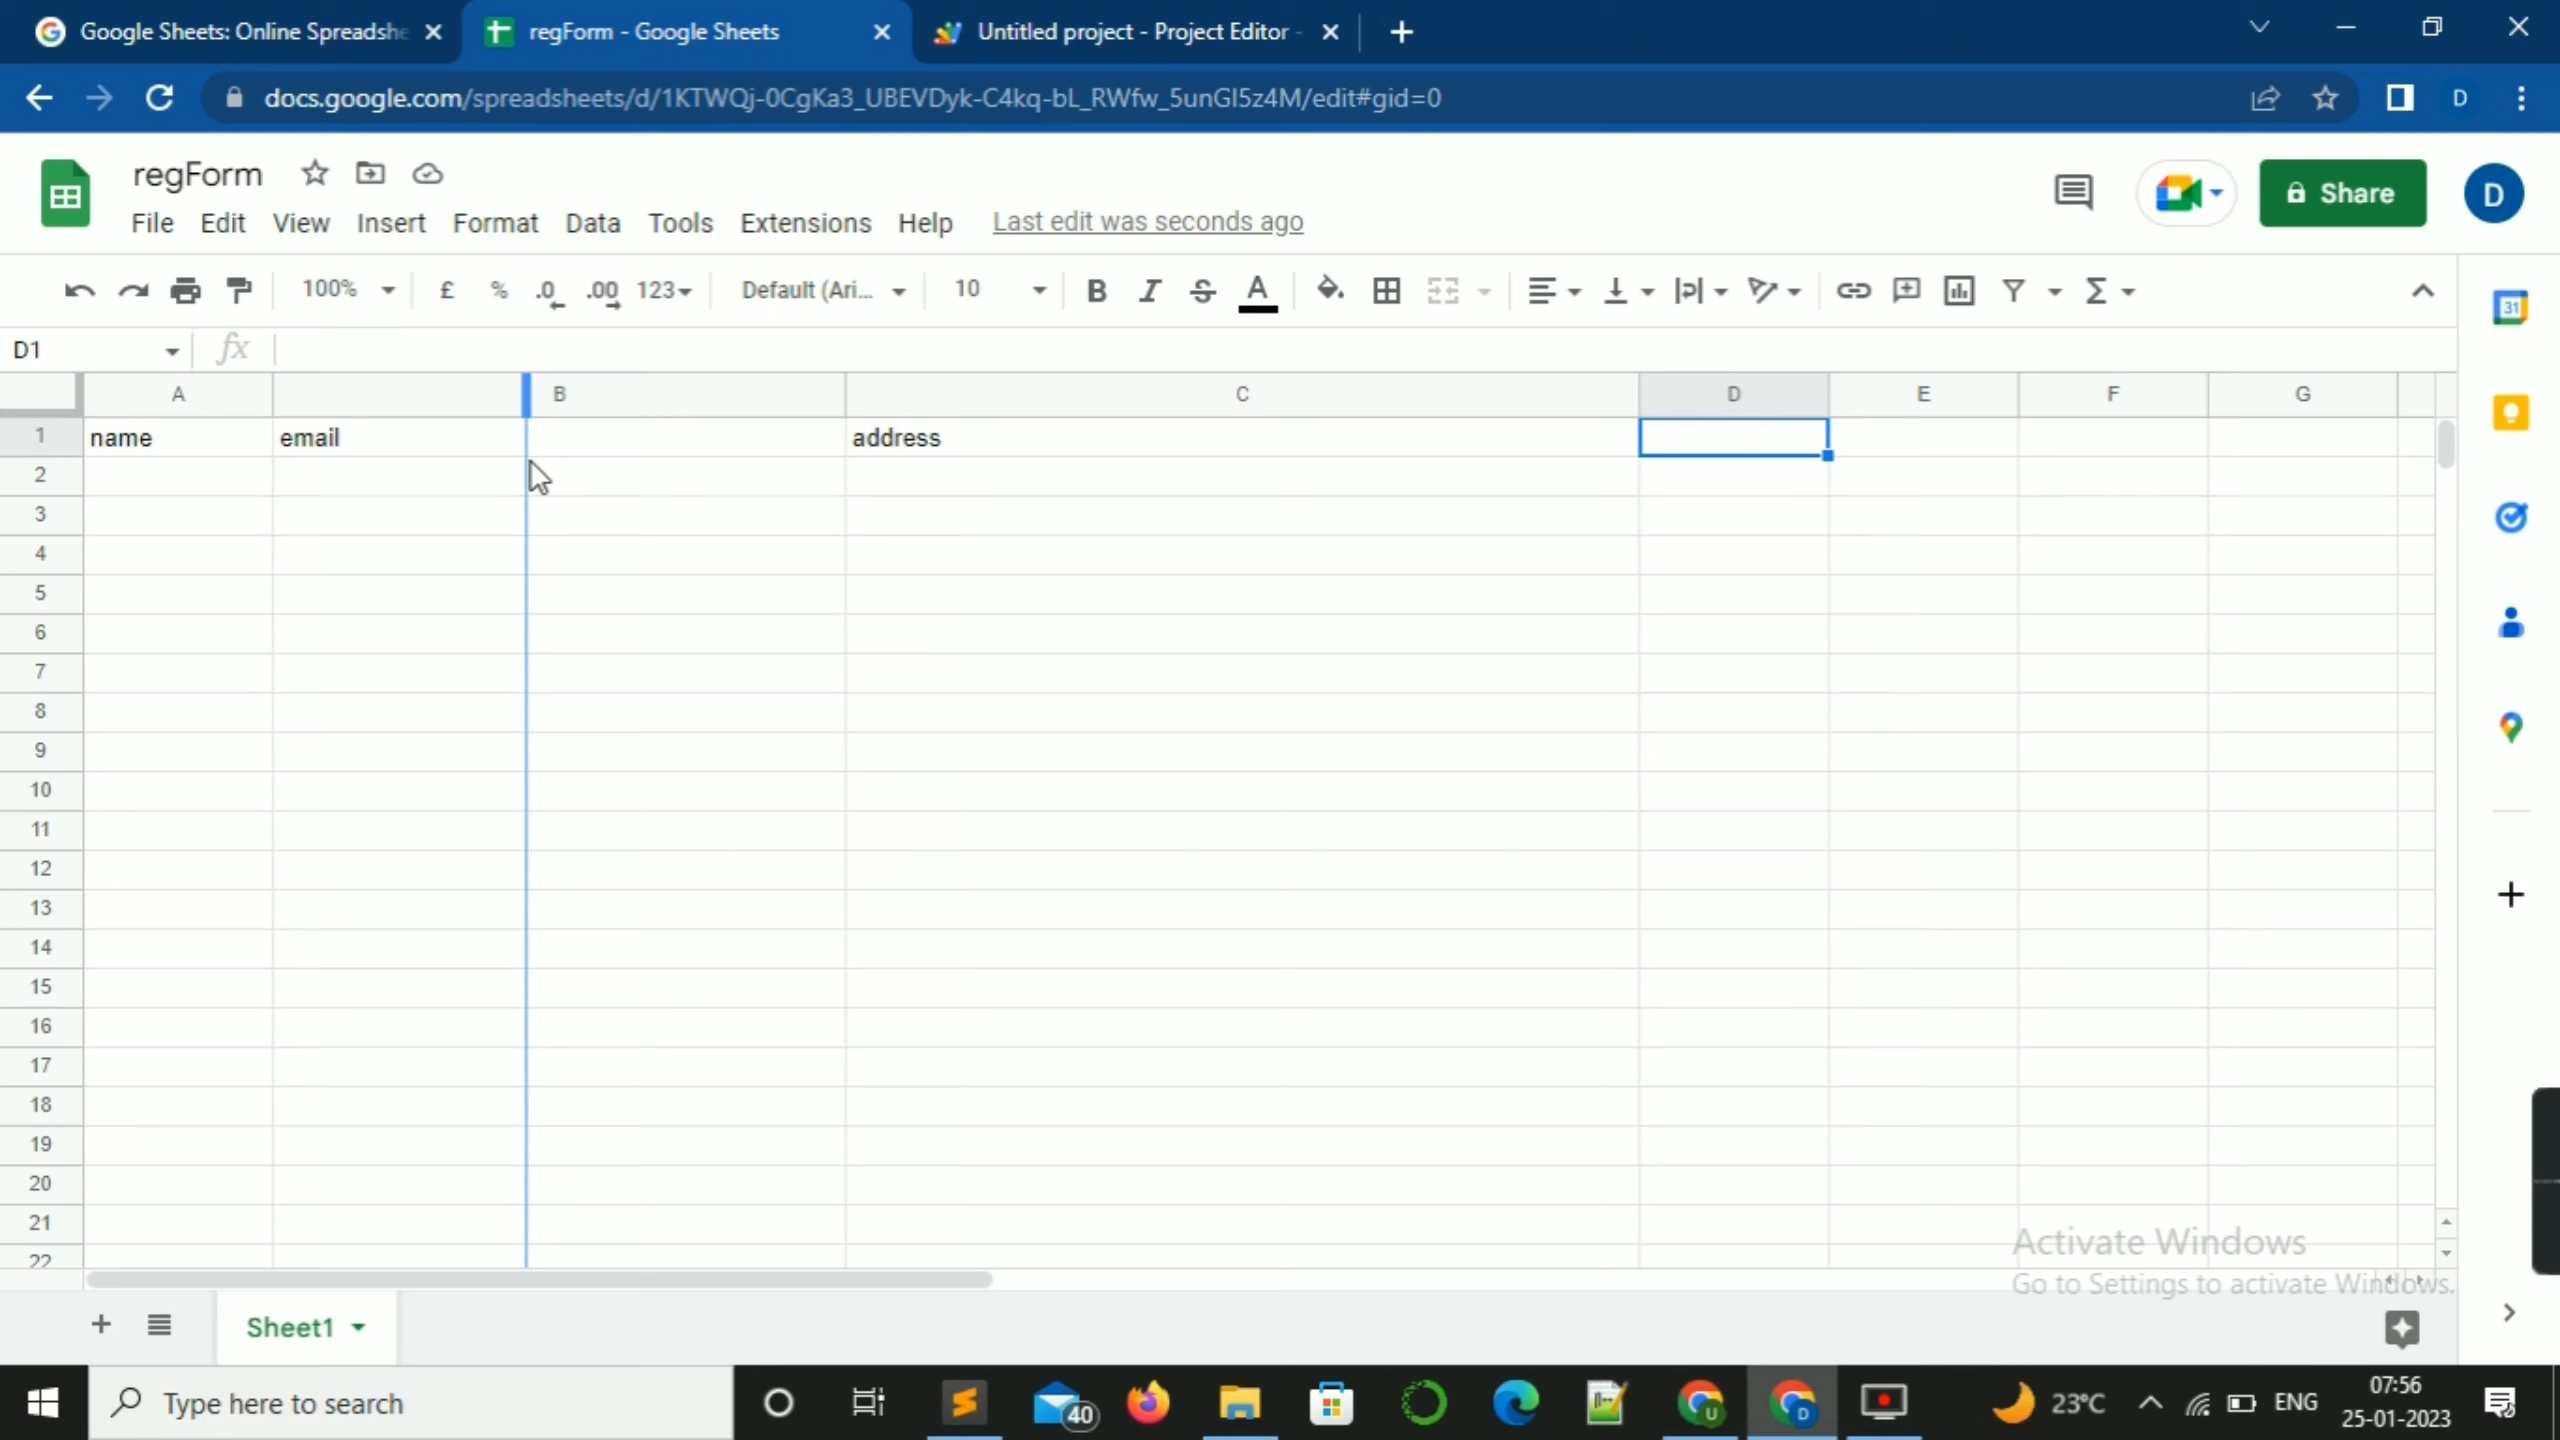 Google Sheets: Online Spreadshe
regForm - Google Sheets
Untitled project - Project Editor -
docs.google.com/spreadsheets/d/1KTWQj-0CgKa3_UBEVDyk-C4kq-bL_RWfw_5unGI5z4M/edit#gid=0
D
regForm
Share
D
File Edit View Insert Format Data Tools Extensions Help Last edit was seconds ago
100% £ % .0 .00 123 Default (Ari... 10 B I S A
31
D1 fx
A B C D E F G
1 name email address
2
3
4
5
6
7
8
9
10
11
12
13
14
15
16
17
18
19
20
21
22
Activate Windows
Go to Settings to activate Windows.
Sheet1
Type here to search
40
U
D
23°C
ENG
07:56
25-01-2023